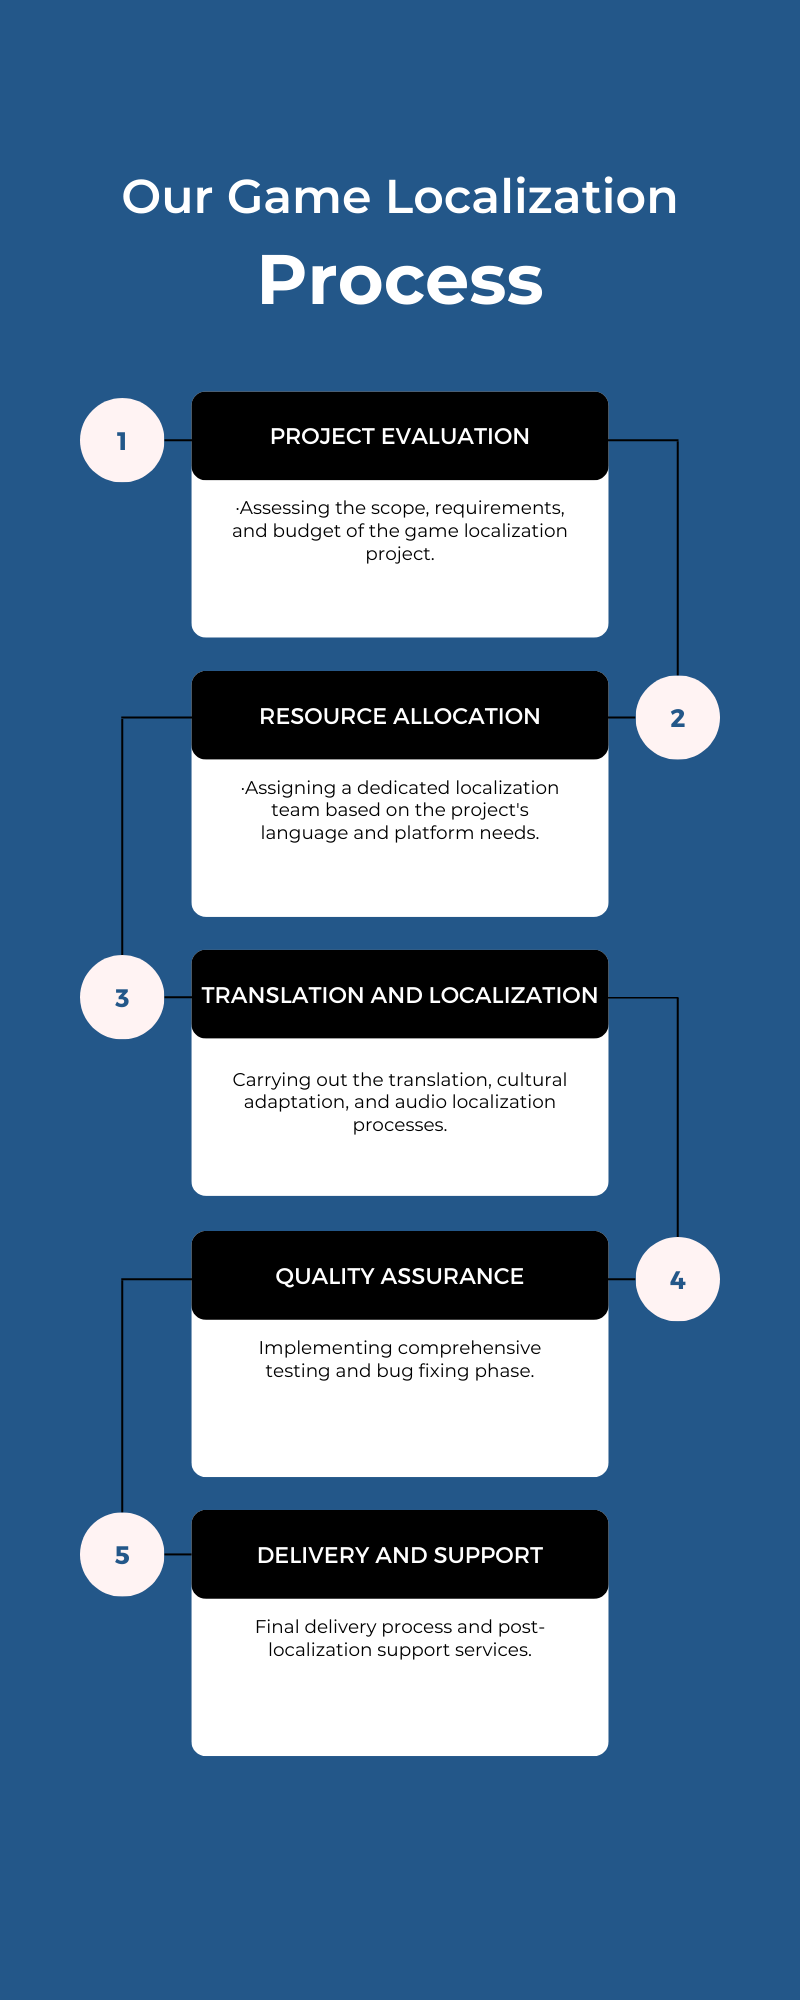 Our Game Localization
Process
1
PROJECT EVALUATION
·Assessing the scope, requirements,
and budget of the game localization
project.
2
RESOURCE ALLOCATION
·Assigning a dedicated localization
team based on the project's
language and platform needs.
3
TRANSLATION AND LOCALIZATION
Carrying out the translation, cultural
adaptation, and audio localization
processes.
4
QUALITY ASSURANCE
Implementing comprehensive
testing and bug fixing phase.
5
DELIVERY AND SUPPORT
Final delivery process and post-
localization support services.